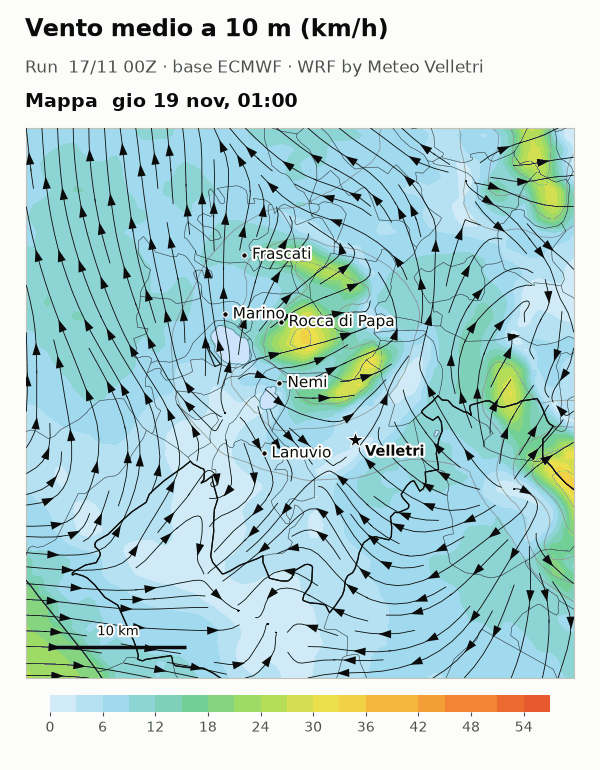 Vento medio a 10 m (km/h)
Run  17/11 00Z · base ECMWF · WRF by Meteo Velletri
Mappa  gio 19 nov, 01:00
Frascati
Marino
Rocca di Papa
Nemi
Lanuvio
Velletri
10 km
0 6 12 18 24 30 36 42 48 54